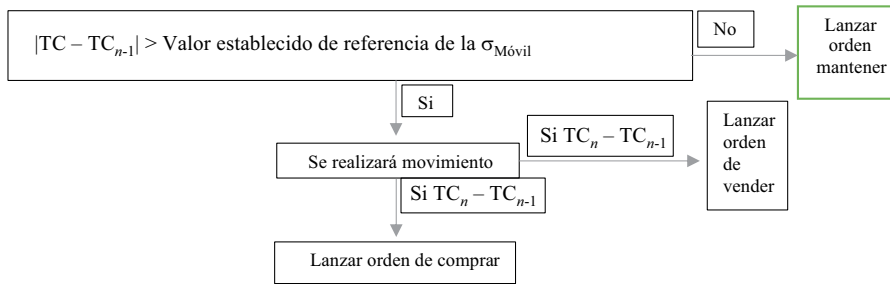 |TC – TCₙ₋₁| > Valor establecido de referencia de la σ_Móvil
No
Lanzar
orden
mantener
Si
Lanzar
orden
de
vender
Si TCₙ – TCₙ₋₁
Se realizará movimiento
Si TCₙ – TCₙ₋₁
Lanzar orden de comprar